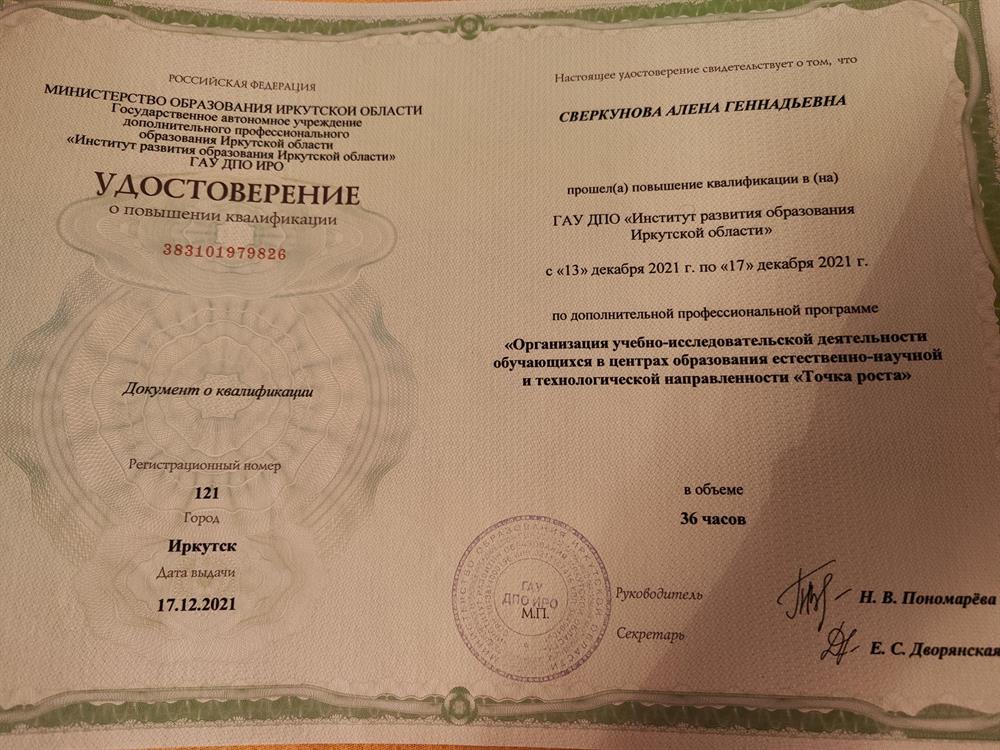 РОССИЙСКАЯ ФЕДЕРАЦИЯ
МИНИСТЕРСТВО ОБРАЗОВАНИЯ ИРКУТСКОЙ ОБЛАСТИ
Государственное автономное учреждение
дополнительного профессионального
образования Иркутской области
«Институт развития образования Иркутской области»
ГАУ ДПО ИРО
УДОСТОВЕРЕНИЕ
о повышении квалификации
383101979826
Документ о квалификации
Регистрационный номер
121
Город
Иркутск
Дата выдачи
17.12.2021
Настоящее удостоверение свидетельствует о том, что
СВЕРКУНОВА АЛЕНА ГЕННАДЬЕВНА
прошел(а) повышение квалификации в (на)
ГАУ ДПО «Институт развития образования
Иркутской области»
с «13» декабря 2021 г. по «17» декабря 2021 г.
по дополнительной профессиональной программе
«Организация учебно-исследовательской деятельности
обучающихся в центрах образования естественно-научной
и технологической направленности «Точка роста»
в объеме
36 часов
МИНИСТЕРСТВО ОБРАЗОВАНИЯ ИРКУТСКОЙ ОБЛАСТИ
ГАУ
ДПО ИРО
М.П.
Руководитель
Н. В. Пономарёва
Секретарь
Е. С. Дворянская